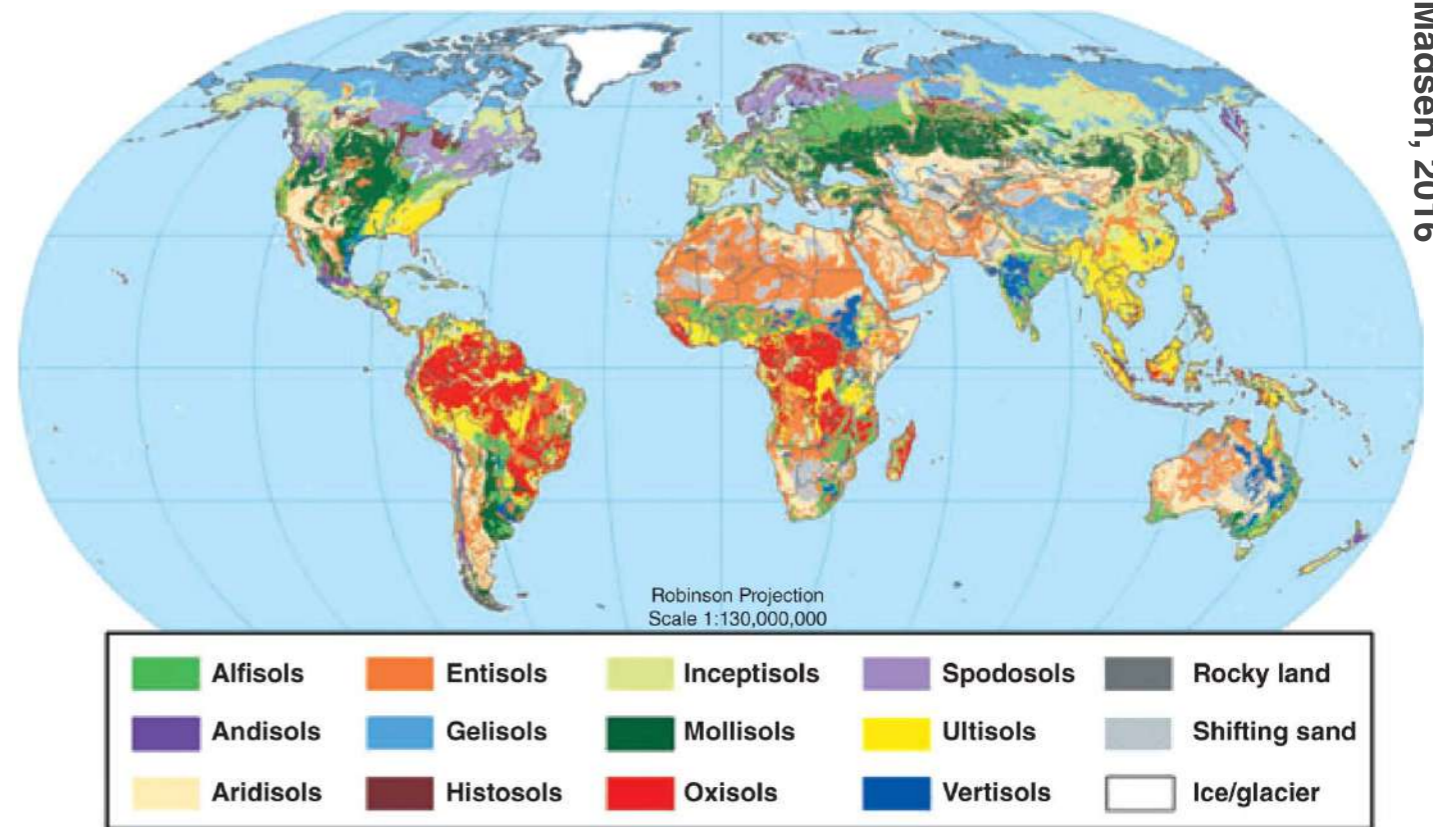 Madsen, 2016
Robinson Projection
Scale 1:130,000,000
Alfisols Entisols Inceptisols Spodosols Rocky land
Andisols Gelisols Mollisols Ultisols Shifting sand
Aridisols Histosols Oxisols Vertisols Ice/glacier